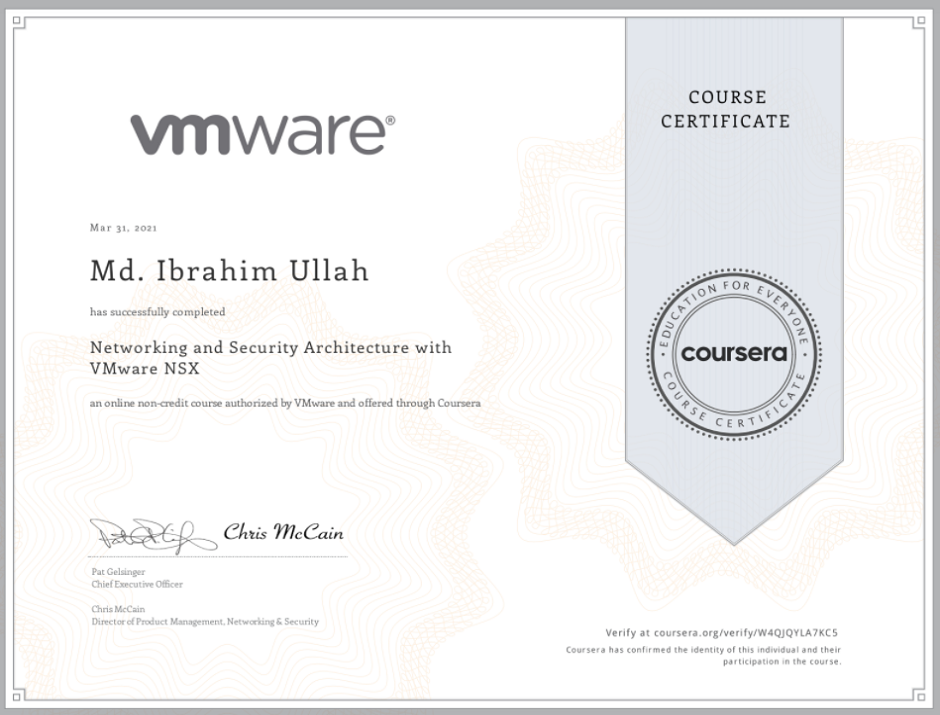 vmware®
COURSE
CERTIFICATE
Mar 31, 2021
Md. Ibrahim Ullah
has successfully completed
Networking and Security Architecture with
VMware NSX
an online non-credit course authorized by VMware and offered through Coursera
EDUCATION FOR EVERYONE
coursera
COURSE CERTIFICATE
Chris McCain
Pat Gelsinger
Chief Executive Officer
Chris McCain
Director of Product Management, Networking & Security
Verify at coursera.org/verify/W4QJQYLA7KC5
Coursera has confirmed the identity of this individual and their
participation in the course.